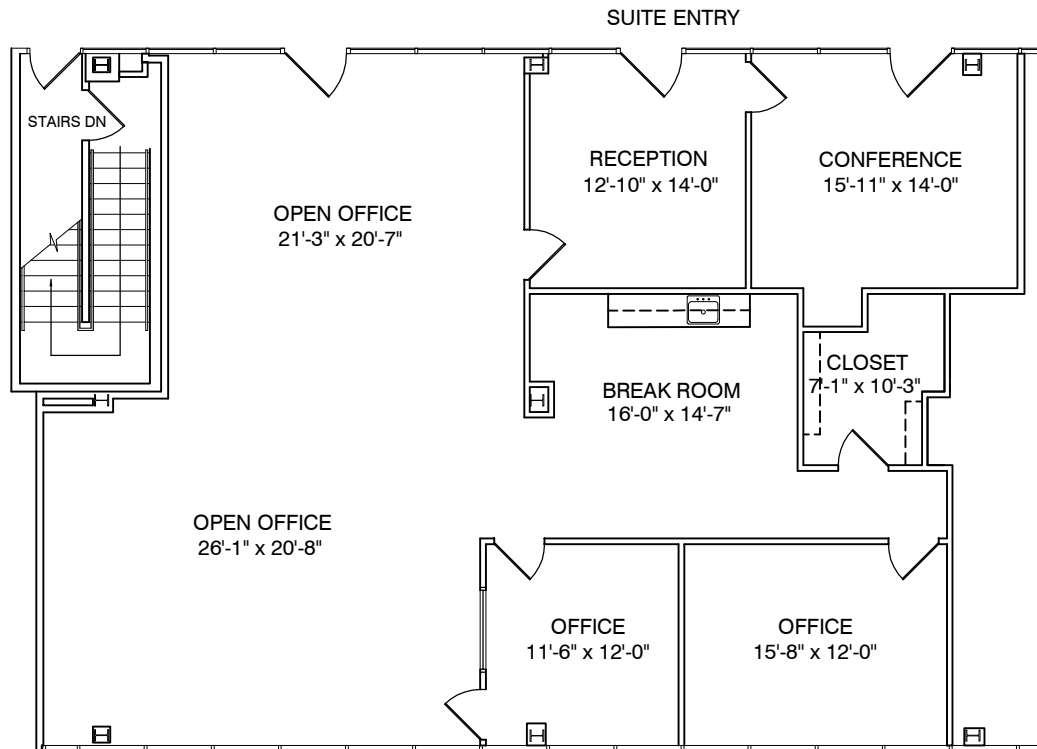 SUITE ENTRY
STAIRS DN
RECEPTION
12'-10" x 14'-0"
CONFERENCE
15'-11" x 14'-0"
OPEN OFFICE
21'-3" x 20'-7"
CLOSET
7'-1" x 10'-3"
BREAK ROOM
16'-0" x 14'-7"
OPEN OFFICE
26'-1" x 20'-8"
OFFICE
11'-6" x 12'-0"
OFFICE
15'-8" x 12'-0"